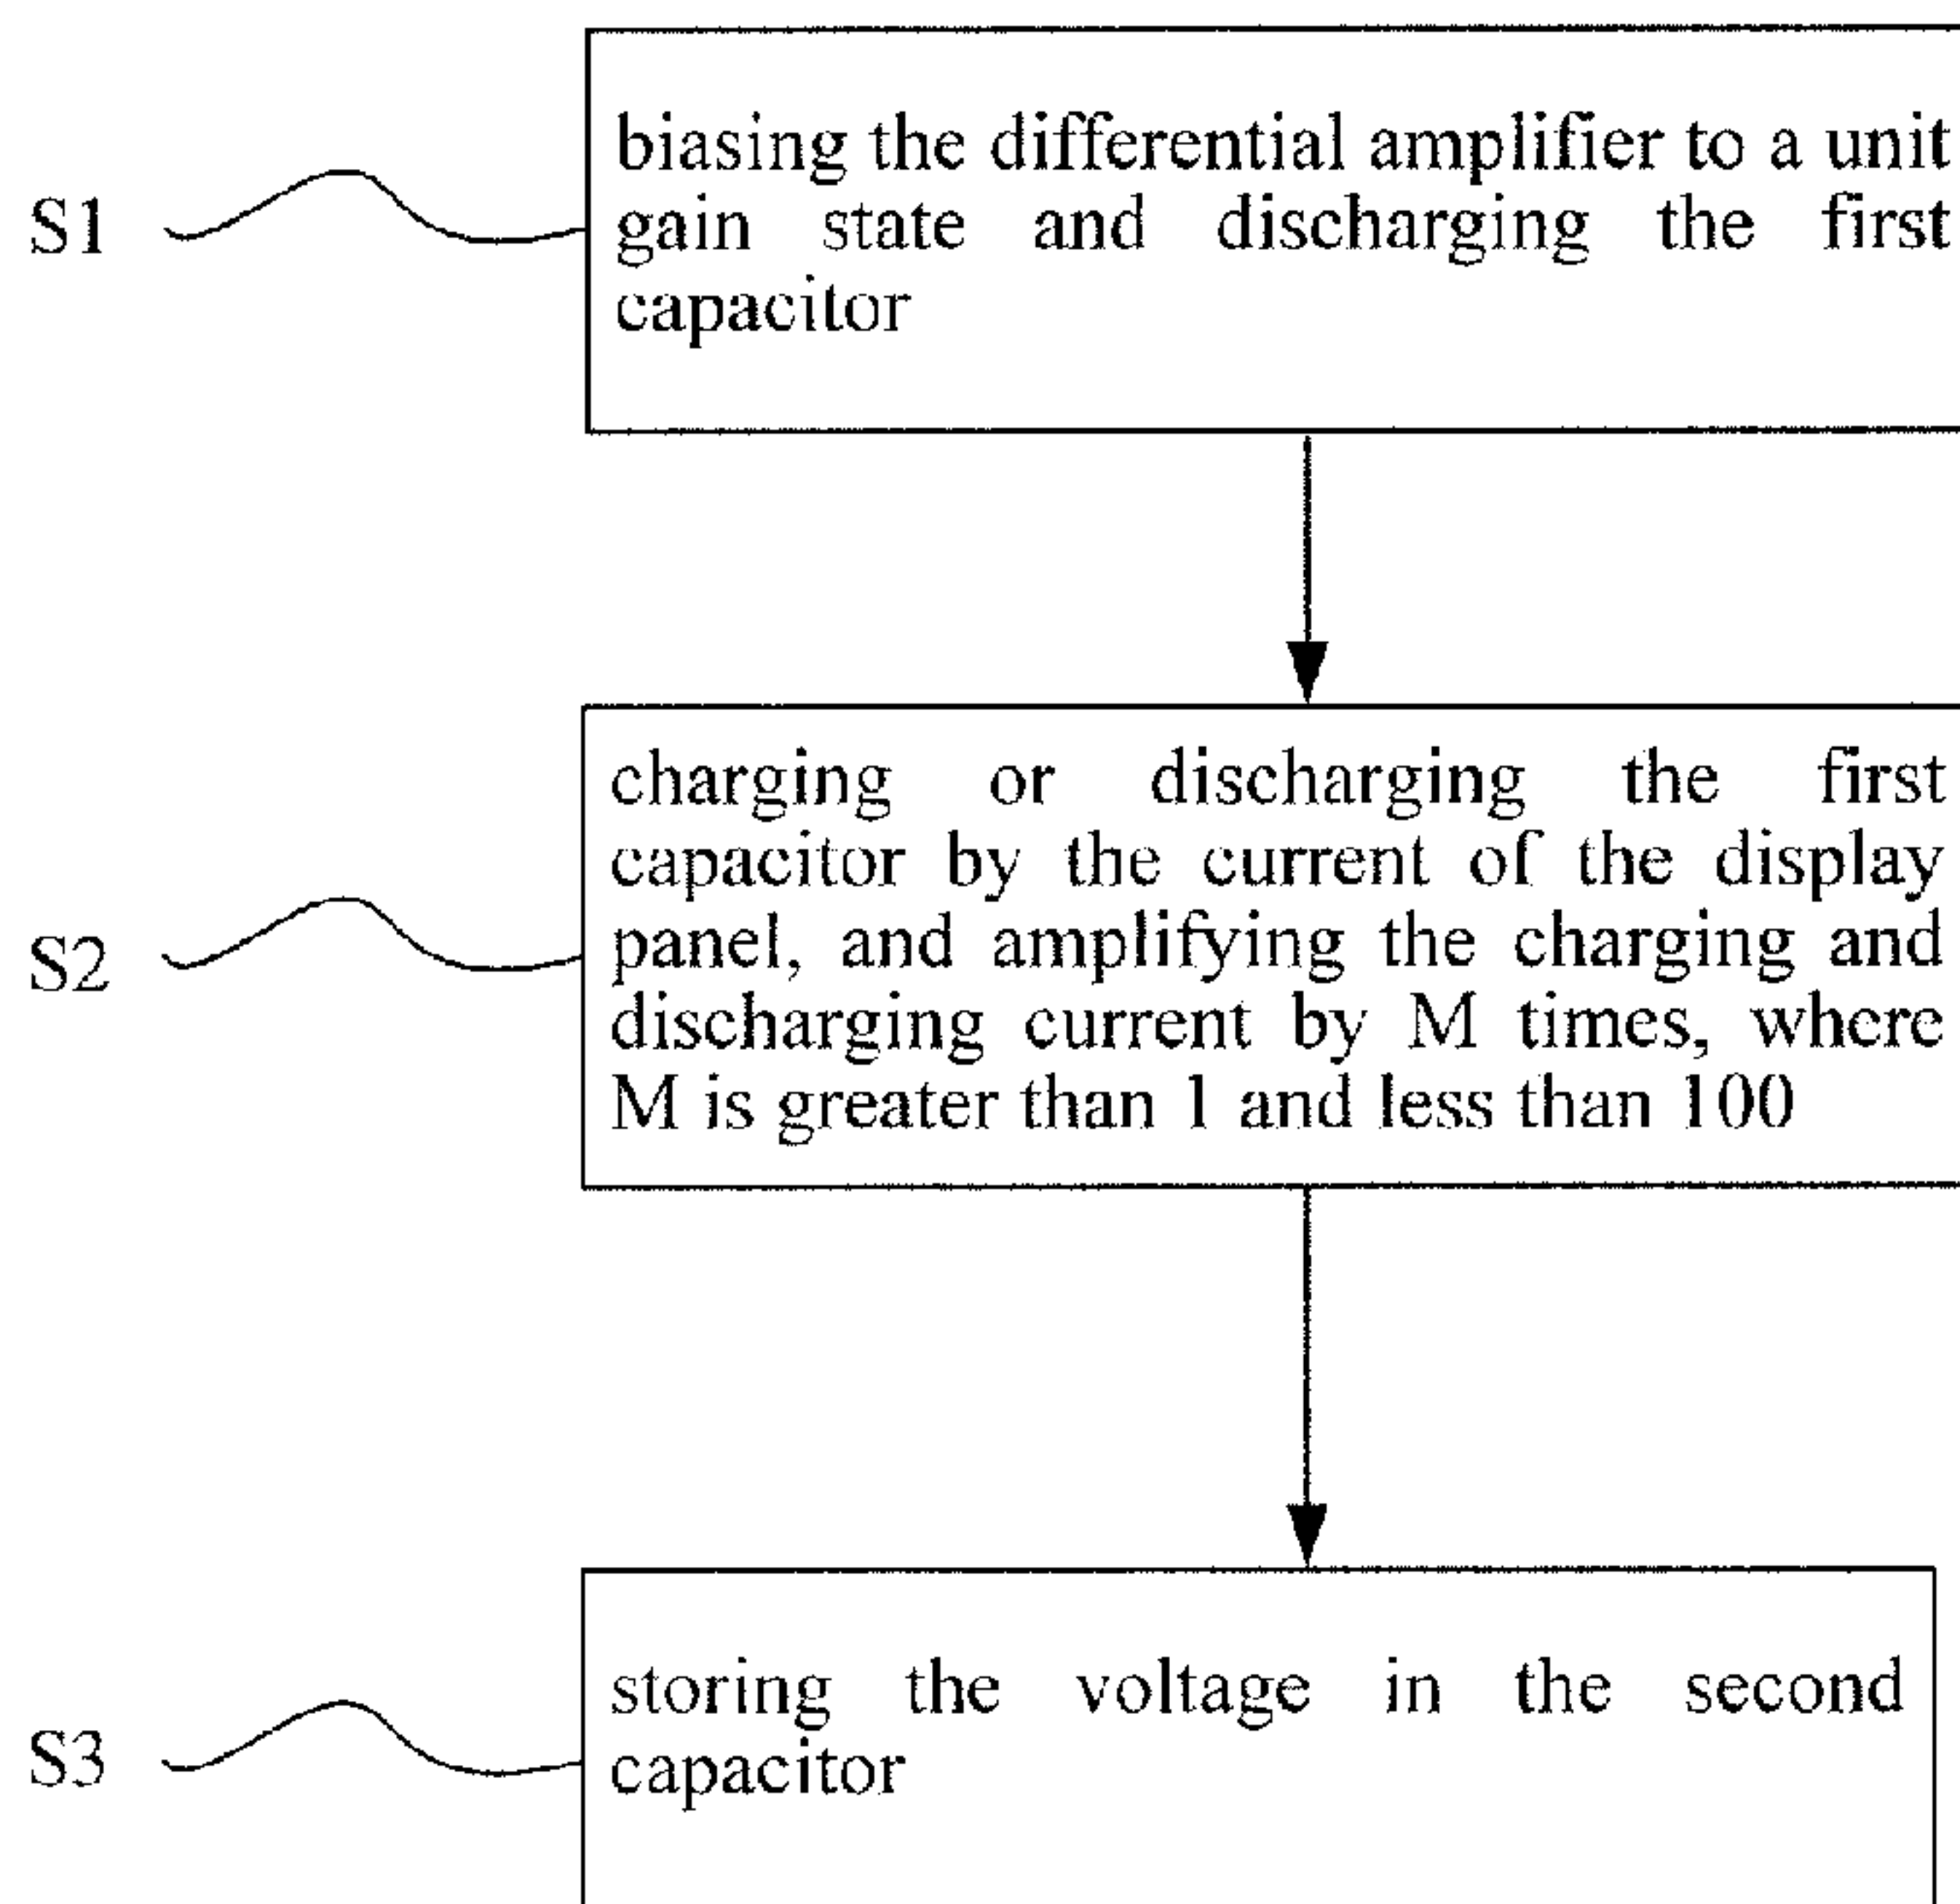 S1
biasing the differential amplifier to a unit
gain state and discharging the first
capacitor
S2
charging or discharging the first
capacitor by the current of the display
panel, and amplifying the charging and
discharging current by M times, where
M is greater than 1 and less than 100
S3
storing the voltage in the second
capacitor